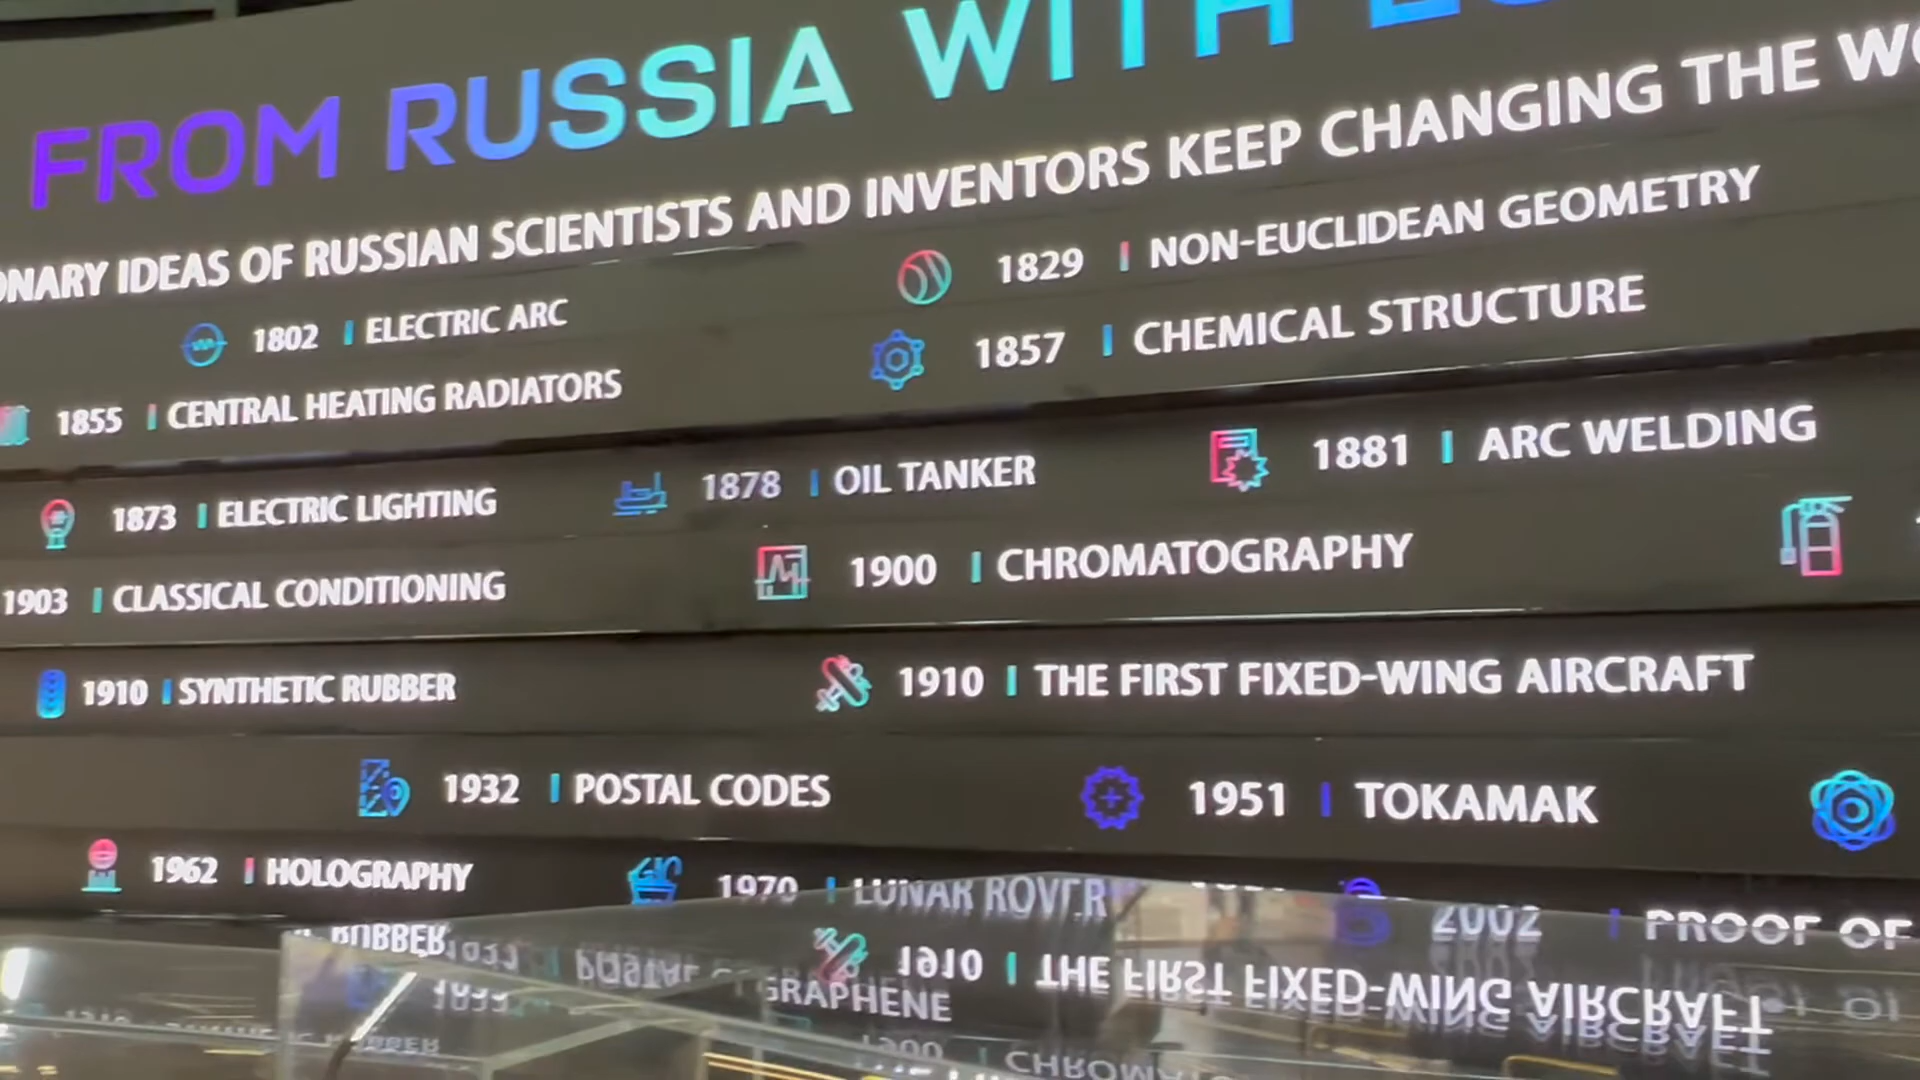 FROM RUSSIA WITH
IDEAS OF RUSSIAN SCIENTISTS AND INVENTORS KEEP CHANGING THE
1802 ELECTRIC ARC
1829 NON-EUCLIDEAN GEOMETRY
1855 CENTRAL HEATING RADIATORS
1857 CHEMICAL STRUCTURE
1873 ELECTRIC LIGHTING
1878 OIL TANKER
1881 ARC WELDING
1903 CLASSICAL CONDITIONING
1900 CHROMATOGRAPHY
1910 SYNTHETIC RUBBER
1910 THE FIRST FIXED-WING AIRCRAFT
1932 POSTAL CODES
1951 TOKAMAK
1962 HOLOGRAPHY
1970 LUNAR ROVER
2002 PROOF OF
GRAPHENE